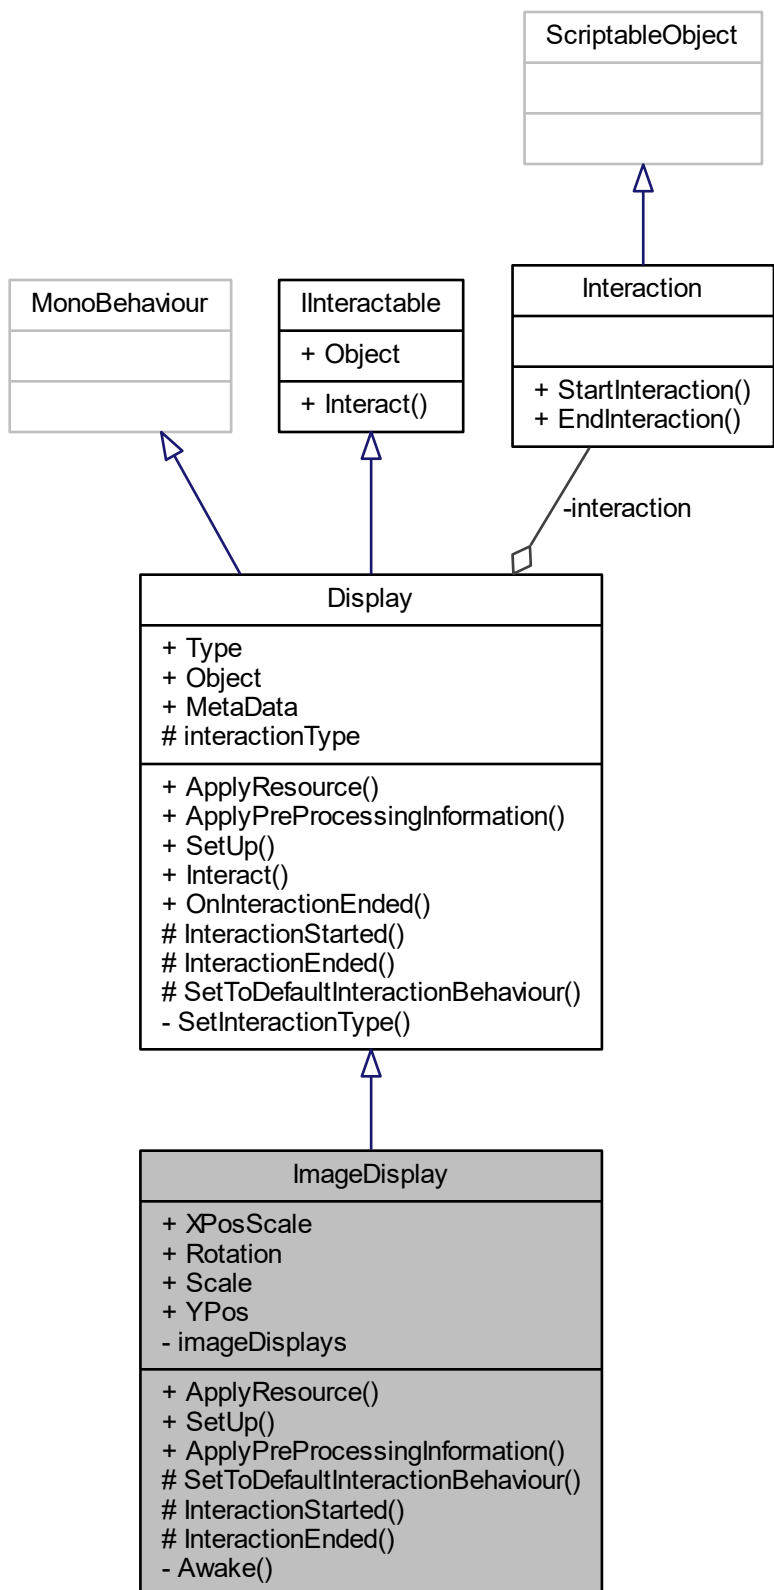 ScriptableObject
MonoBehaviour
IInteractable
+ Object
+ Interact()
Interaction
+ StartInteraction()
+ EndInteraction()
-interaction
Display
+ Type
+ Object
+ MetaData
# interactionType
+ ApplyResource()
+ ApplyPreProcessingInformation()
+ SetUp()
+ Interact()
+ OnInteractionEnded()
# InteractionStarted()
# InteractionEnded()
# SetToDefaultInteractionBehaviour()
- SetInteractionType()
ImageDisplay
+ XPosScale
+ Rotation
+ Scale
+ YPos
- imageDisplays
+ ApplyResource()
+ SetUp()
+ ApplyPreProcessingInformation()
# SetToDefaultInteractionBehaviour()
# InteractionStarted()
# InteractionEnded()
- Awake()